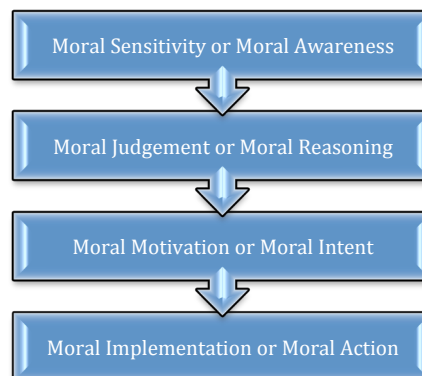 Moral Sensitivity or Moral Awareness
Moral Judgement or Moral Reasoning
Moral Motivation or Moral Intent
Moral Implementation or Moral Action